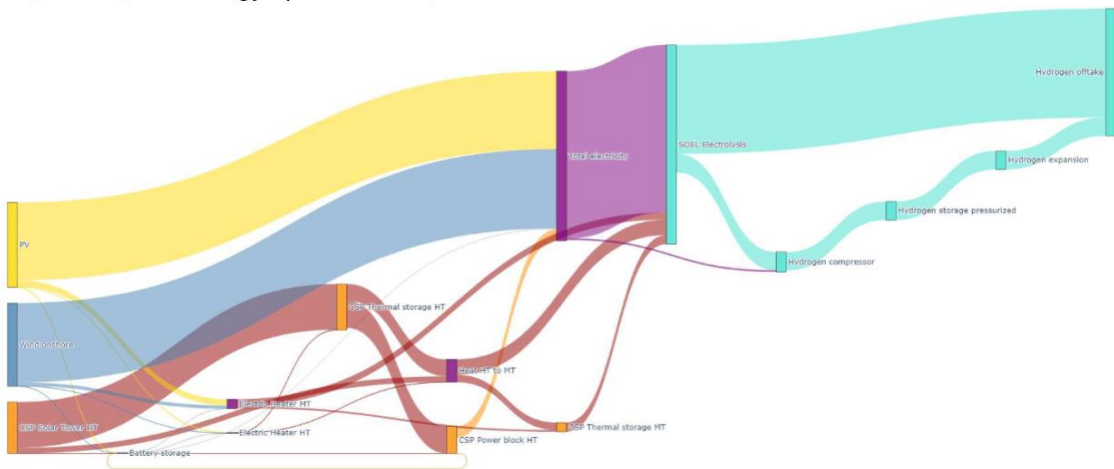 Hydrogen offtake
Total electricity
SOEL Electrolysis
Hydrogen expansion
Hydrogen storage pressurized
PV
Hydrogen compressor
CSP Thermal storage HT
Wind onshore
Heat HT to MT
Electric Heater MT
CSP Solar Tower HT
CSP Thermal storage MT
Electric Heater HT
CSP Power block HT
Battery storage